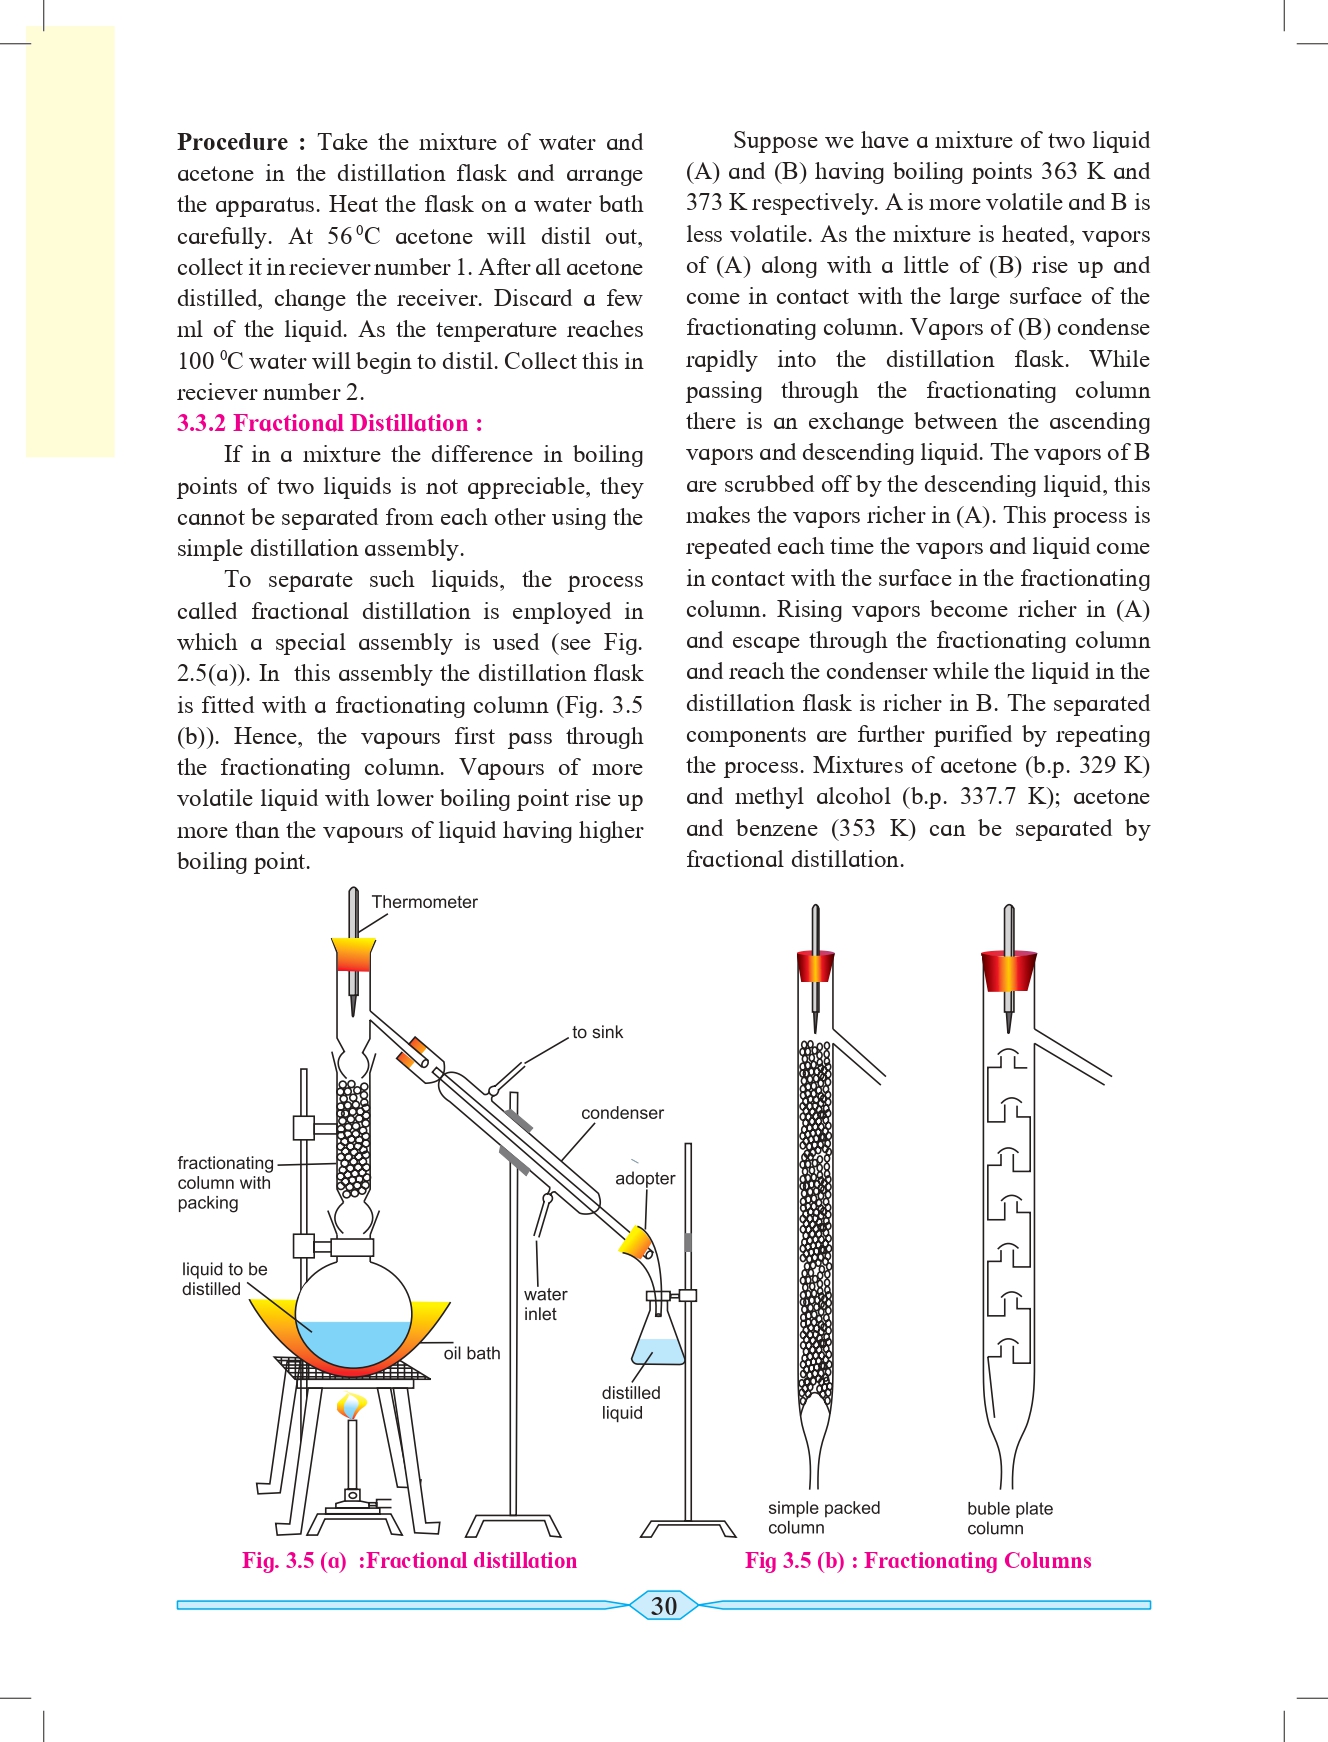 Procedure : Take the mixture of water and
acetone in the distillation flask and arrange
the apparatus. Heat the flask on a water bath
carefully. At 56⁰C acetone will distil out,
collect it in reciever number 1. After all acetone
distilled, change the receiver. Discard a few
ml of the liquid. As the temperature reaches
100 ⁰C water will begin to distil. Collect this in
reciever number 2.
3.3.2 Fractional Distillation :
If in a mixture the difference in boiling
points of two liquids is not appreciable, they
cannot be separated from each other using the
simple distillation assembly.
To separate such liquids, the process
called fractional distillation is employed in
which a special assembly is used (see Fig.
2.5(a)). In this assembly the distillation flask
is fitted with a fractionating column (Fig. 3.5
(b)). Hence, the vapours first pass through
the fractionating column. Vapours of more
volatile liquid with lower boiling point rise up
more than the vapours of liquid having higher
boiling point.
Suppose we have a mixture of two liquid
(A) and (B) having boiling points 363 K and
373 K respectively. A is more volatile and B is
less volatile. As the mixture is heated, vapors
of (A) along with a little of (B) rise up and
come in contact with the large surface of the
fractionating column. Vapors of (B) condense
rapidly into the distillation flask. While
passing through the fractionating column
there is an exchange between the ascending
vapors and descending liquid. The vapors of B
are scrubbed off by the descending liquid, this
makes the vapors richer in (A). This process is
repeated each time the vapors and liquid come
in contact with the surface in the fractionating
column. Rising vapors become richer in (A)
and escape through the fractionating column
and reach the condenser while the liquid in the
distillation flask is richer in B. The separated
components are further purified by repeating
the process. Mixtures of acetone (b.p. 329 K)
and methyl alcohol (b.p. 337.7 K); acetone
and benzene (353 K) can be separated by
fractional distillation.
Thermometer
to sink
condenser
adopter
fractionating
column with
packing
liquid to be
distilled
water
inlet
oil bath
distilled
liquid
simple packed
column
buble plate
column
Fig. 3.5 (a) :Fractional distillation
Fig 3.5 (b) : Fractionating Columns
30